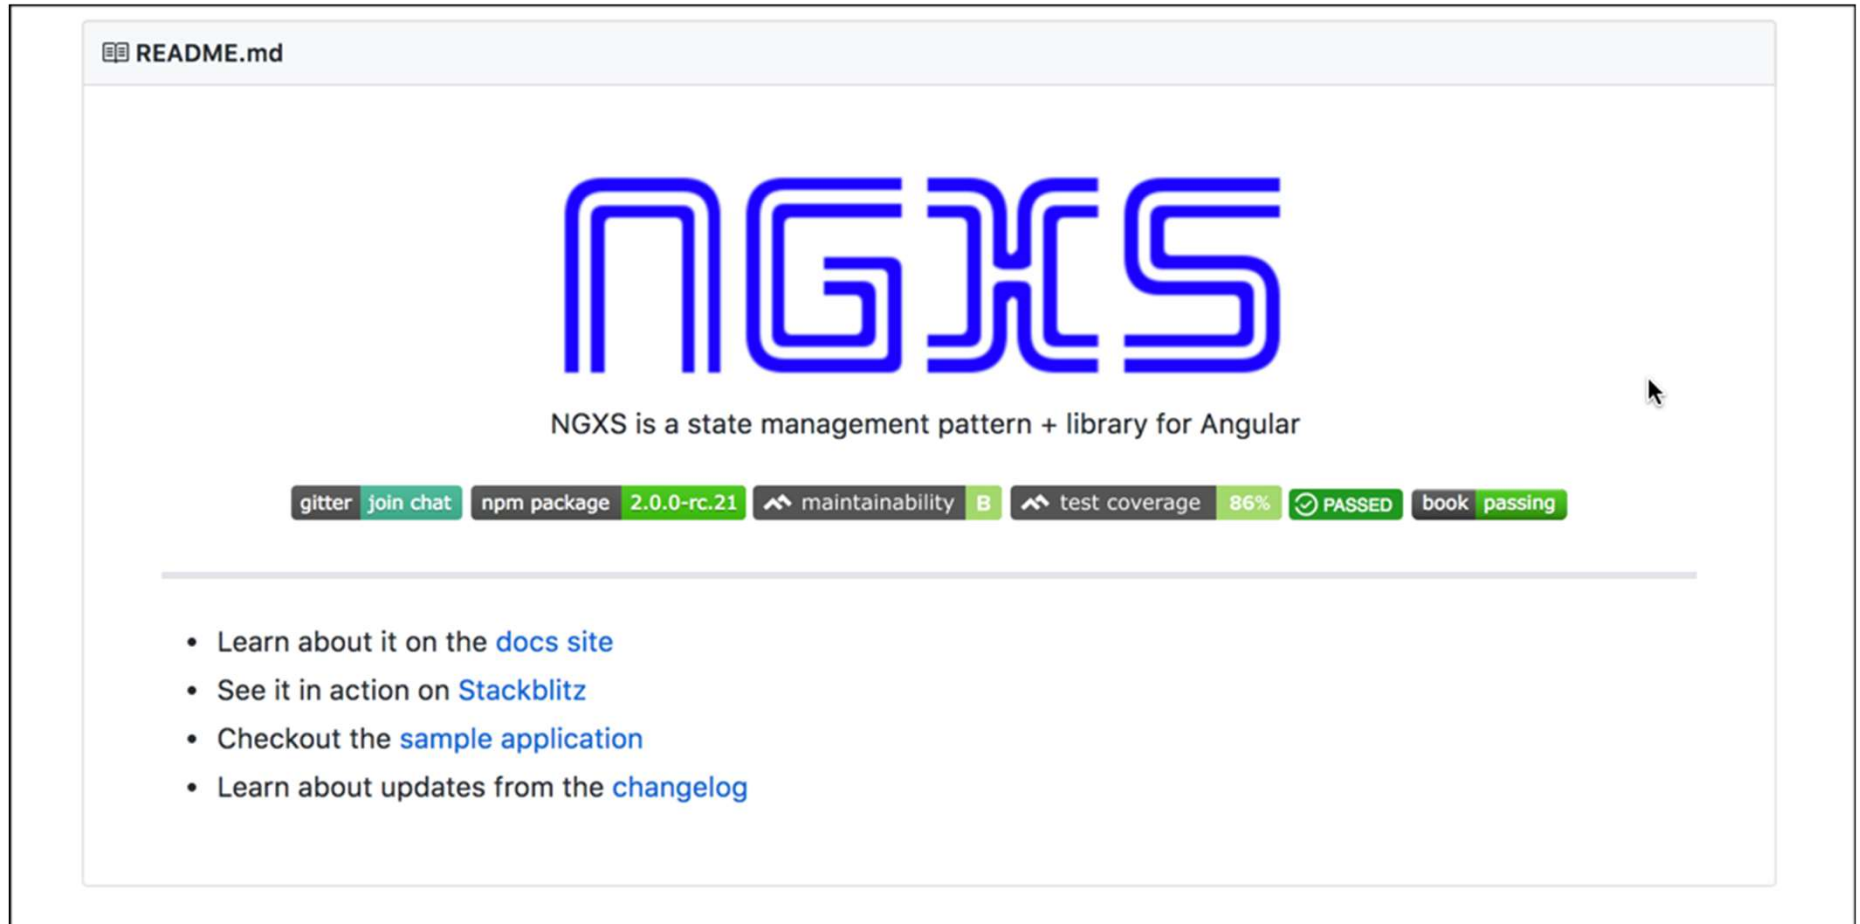 README.md
NGXS
NGXS is a state management pattern + library for Angular
gitter join chat npm package 2.0.0-rc.21 maintainability B test coverage 86% PASSED book passing
Learn about it on the docs site
See it in action on Stackblitz
Checkout the sample application
Learn about updates from the changelog